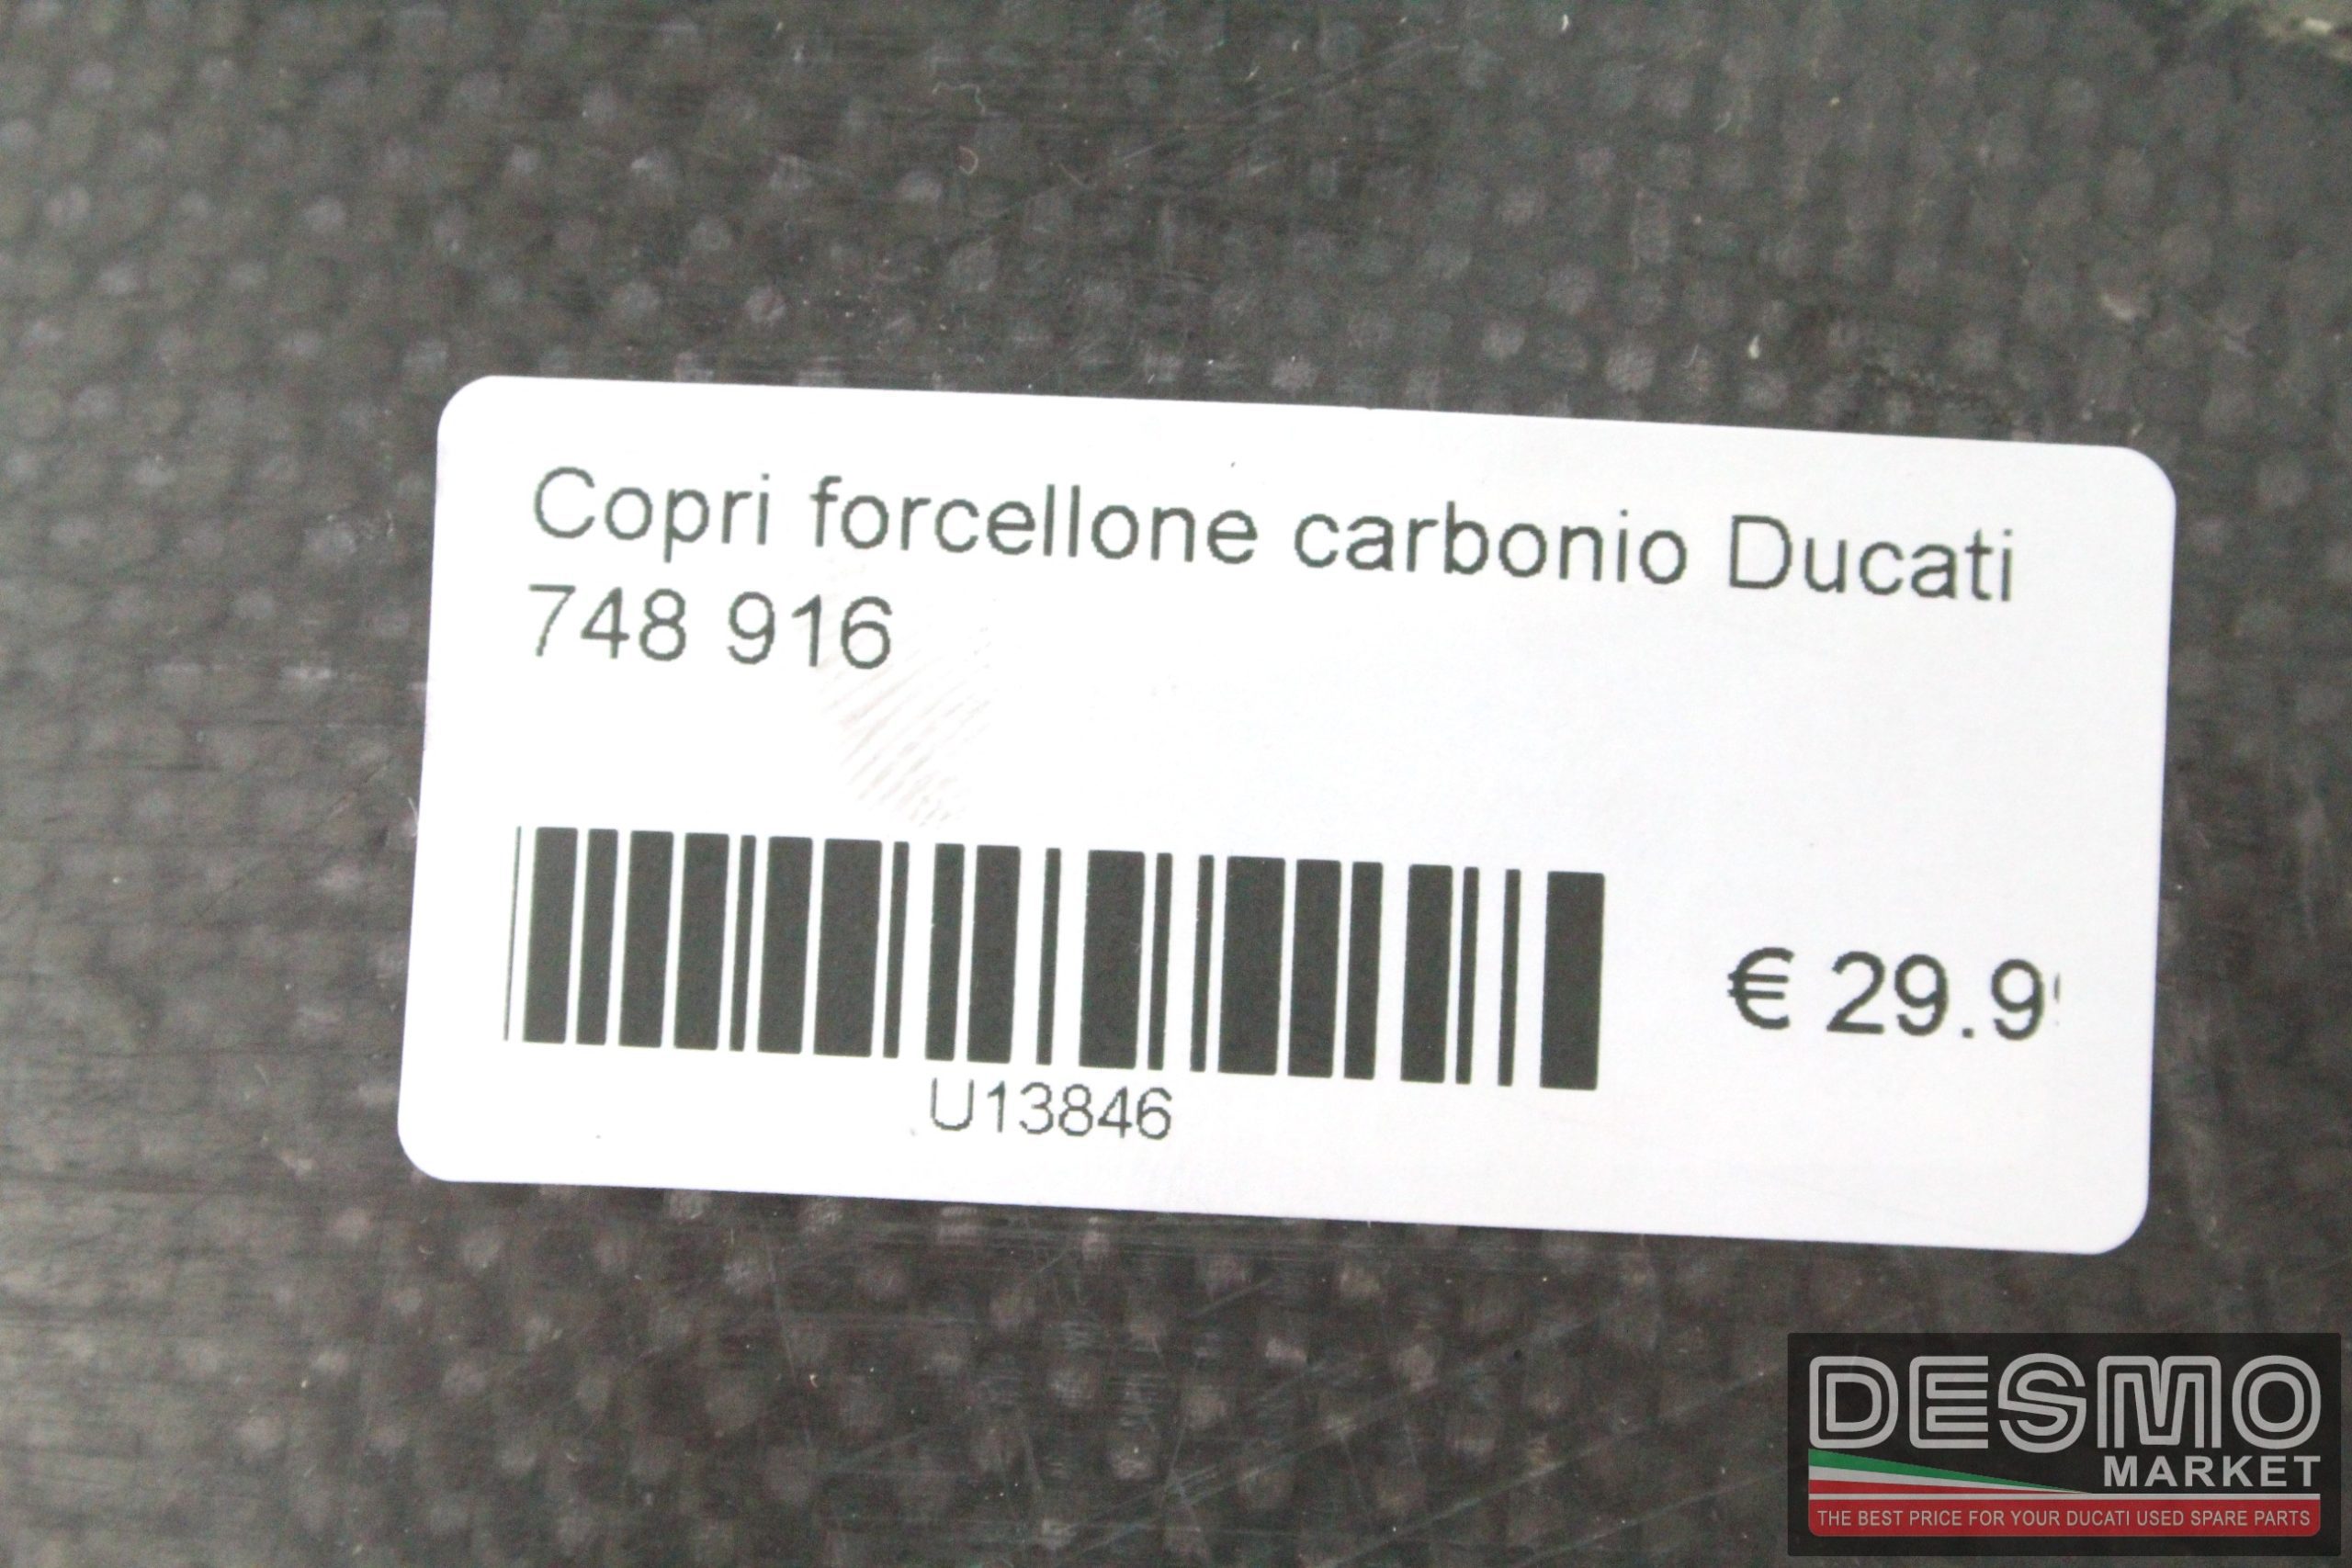 Copri forcellone carbonio Ducati
748 916
€ 29.9
U13846
DESMO
MARKET
THE BEST PRICE FOR YOUR DUCATI USED SPARE PARTS